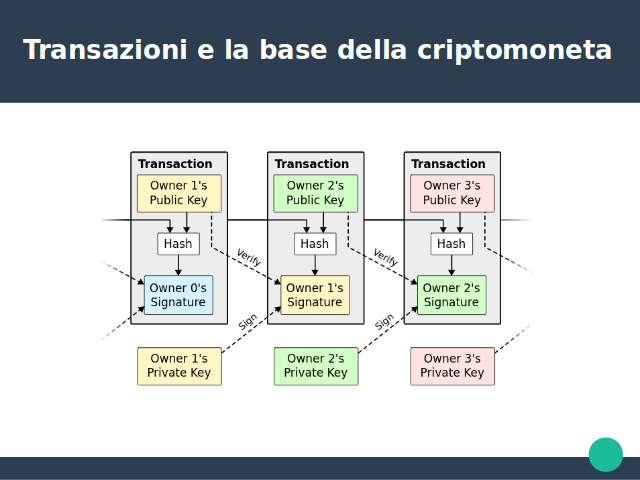 Transazioni e la base della criptomoneta
Transaction
Owner 1's
Public Key
Hash
Owner 0's
Signature
Transaction
Owner 2's
Public Key
Hash
Owner 1's
Signature
Transaction
Owner 3's
Public Key
Hash
Owner 2's
Signature
Verify
Verify
Sign
Sign
Owner 1's
Private Key
Owner 2's
Private Key
Owner 3's
Private Key